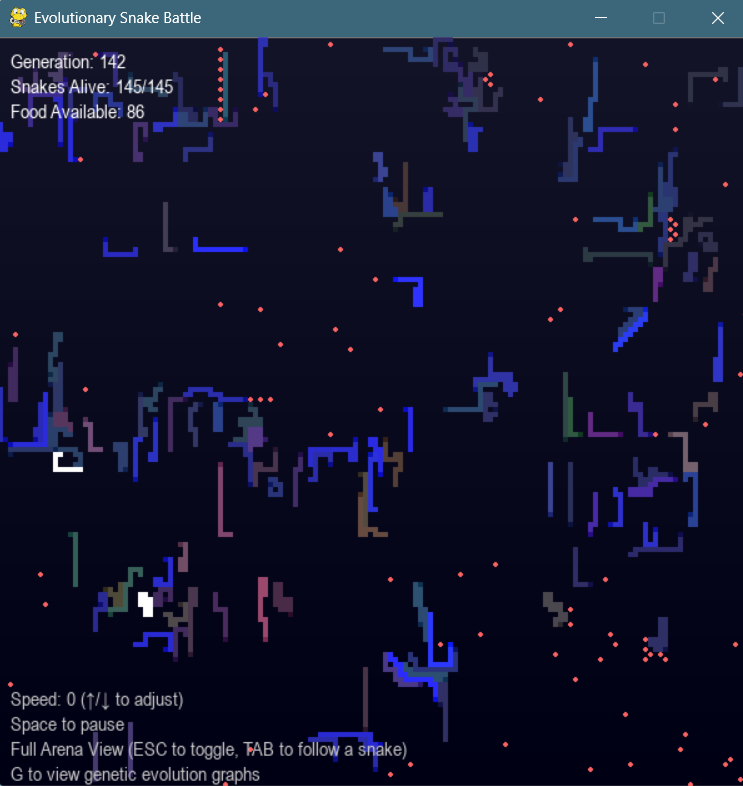 Evolutionary Snake Battle
Generation: 142
Snakes Alive: 145/145
Food Available: 86
Speed: 0 (↑/↓ to adjust)
Space to pause
Full Arena View (ESC to toggle, TAB to follow a snake)
G to view genetic evolution graphs